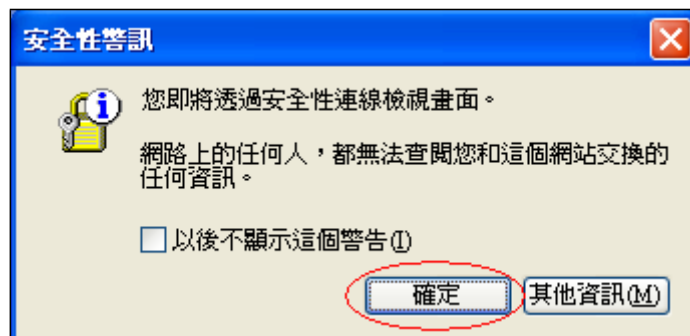 安全性警訊
您即將透過安全性連線檢視畫面。
網路上的任何人，都無法查閱您和這個網站交換的
任何資訊。
以後不顯示這個警告(I)
確定
其他資訊(M)